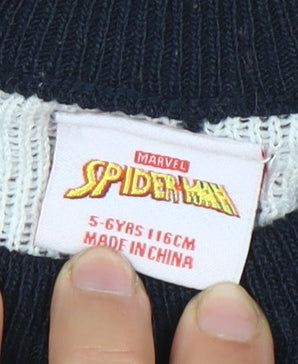 MARVEL
SPIDER-MAN
5-6YRS 116CM
MADE IN CHINA